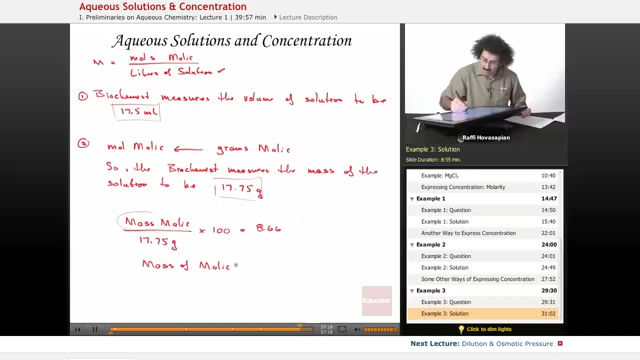 Aqueous Solutions & Concentration
I. Preliminaries on Aqueous Chemistry: Lecture 1 | 39:57 min
Lecture Description
Aqueous Solutions and Concentration
M = mols Malic
Liters of Solution ✓
① Biochemist measures the volume of solution to be
17.5 mL
② mol Malic ← grams Malic
So, the Biochemist measures the mass of the
solution to be 17.75g
Mass Malic
17.75g
× 100 = 8.66
Mass of Malic
Educator
Raffi Hovasapian
Example 3: Solution
Slide Duration: 8:55 min
Example: MgCl₂ 10:40
Expressing Concentration: Molarity 13:42
Example 1 14:47
Example 1: Question 14:50
Example 1: Solution 15:05
Another Way to Express Concentration 22:00
Example 2 24:00
Example 2: Question 24:00
Example 2: Solution 24:49
Some Other Ways of Expressing Concentration 27:52
Example 3 29:30
Example 3: Question 29:31
Example 3: Solution 31:02
Click to dim lights
Next Lecture: Dilution & Osmotic Pressure